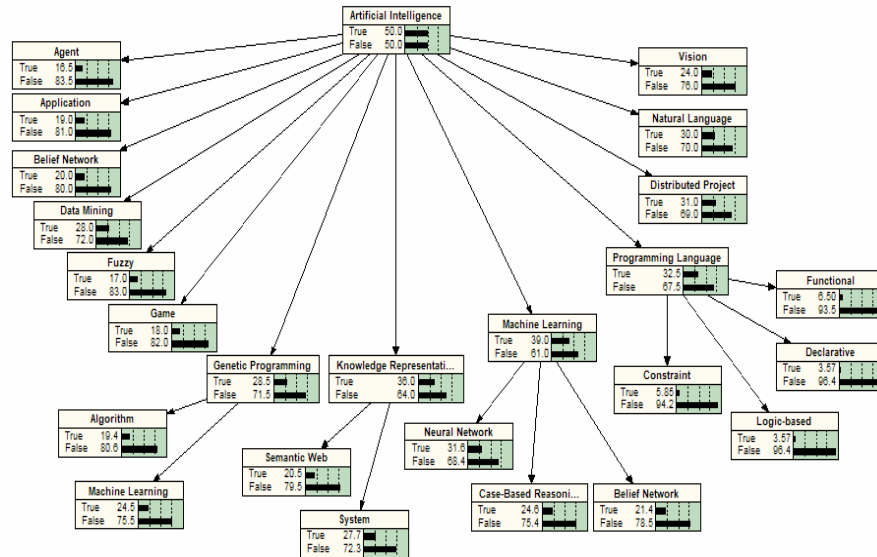 Artificial Intelligence
True 50.0
False 50.0
Agent
True 16.5
False 83.5
Vision
True 24.0
False 76.0
Application
True 19.0
False 81.0
Natural Language
True 30.0
False 70.0
Belief Network
True 20.0
False 80.0
Distributed Project
True 31.0
False 69.0
Data Mining
True 28.0
False 72.0
Fuzzy
True 17.0
False 83.0
Programming Language
True 32.5
False 67.5
Functional
True 6.50
False 93.5
Game
True 18.0
False 82.0
Machine Learning
True 39.0
False 61.0
Declarative
True 3.57
False 96.4
Genetic Programming
True 28.5
False 71.5
Knowledge Representati...
True 36.0
False 64.0
Constraint
True 5.85
False 94.2
Algorithm
True 19.4
False 80.6
Neural Network
True 31.6
False 68.4
Logic-based
True 3.57
False 96.4
Semantic Web
True 20.5
False 79.5
Machine Learning
True 24.5
False 75.5
Case-Based Reasoni...
True 24.6
False 75.4
Belief Network
True 21.4
False 78.5
System
True 27.7
False 72.3